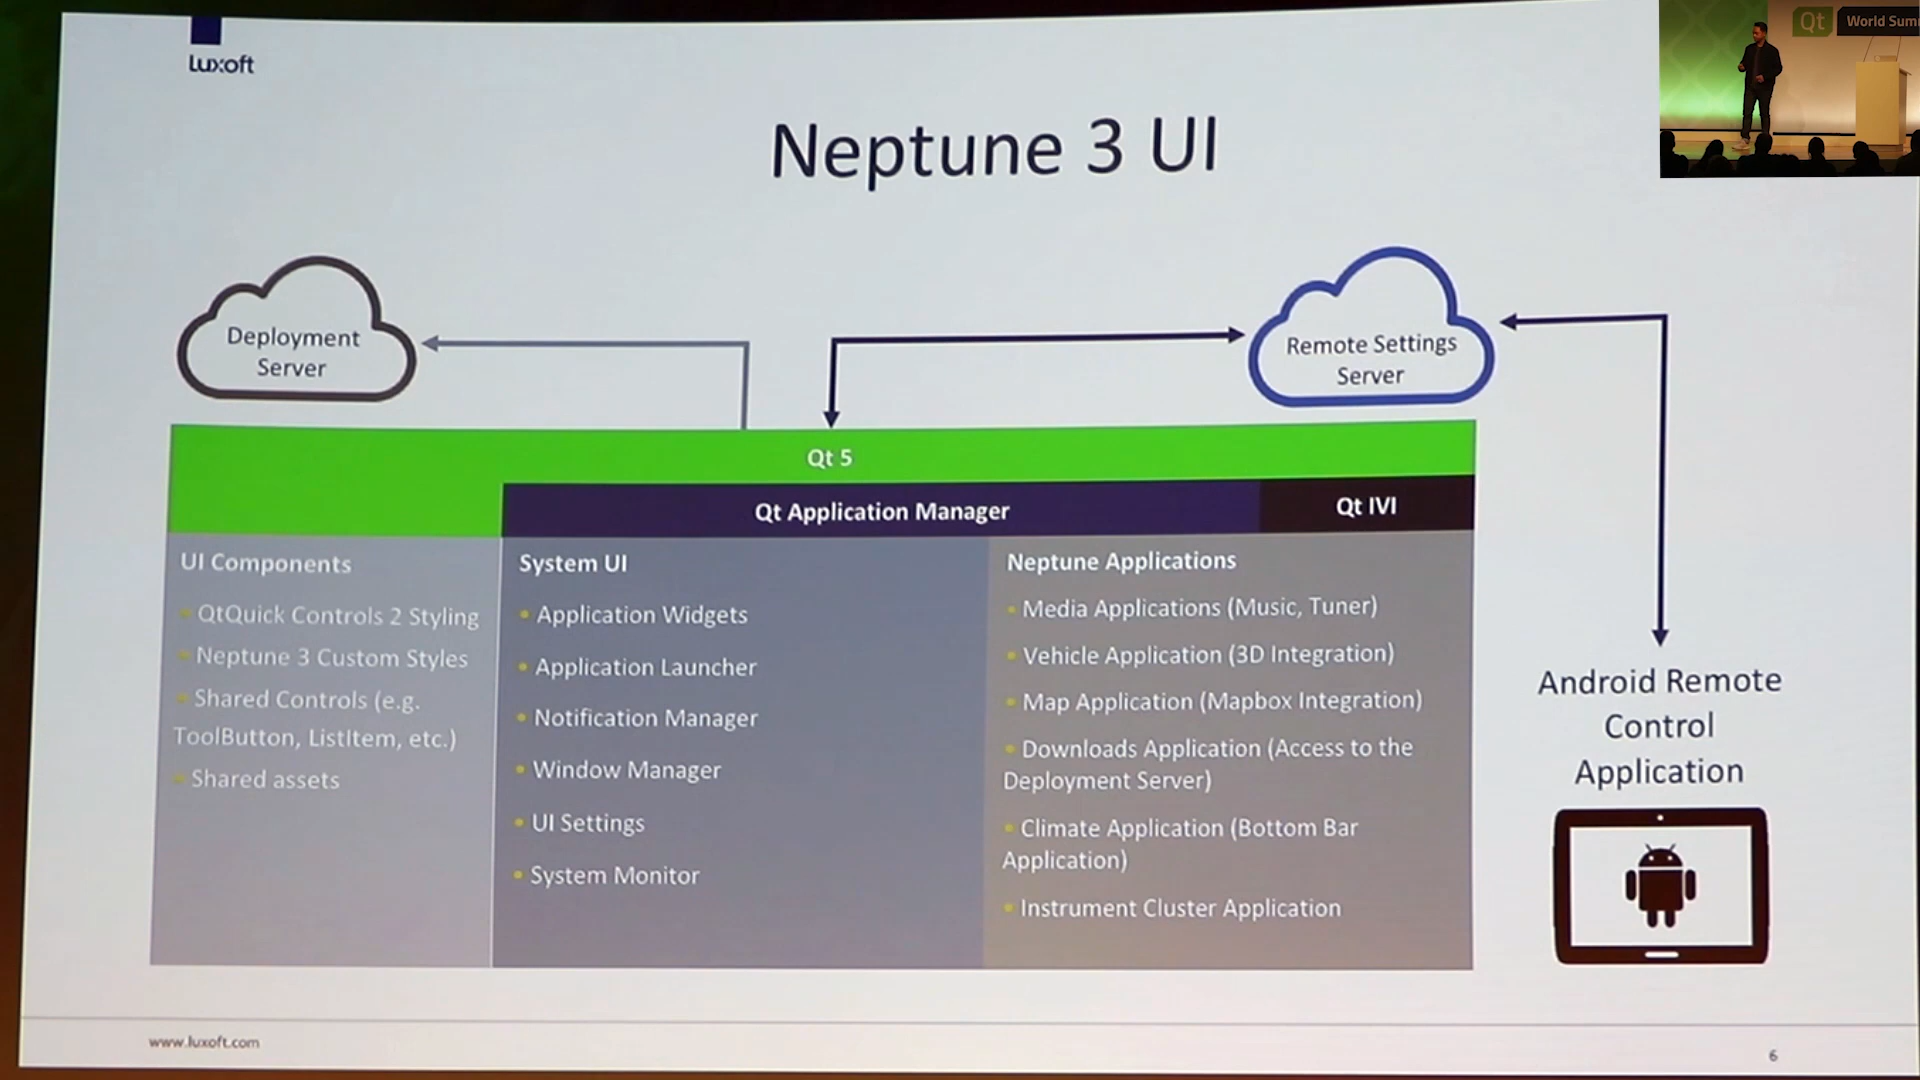 Luxoft
Qt World Sum
Neptune 3 UI
Deployment
Server
Remote Settings
Server
Qt 5
Qt Application Manager
Qt IVI
UI Components
• QtQuick Controls 2 Styling
• Neptune 3 Custom Styles
• Shared Controls (e.g.
ToolButton, ListItem, etc.)
• Shared assets
System UI
• Application Widgets
• Application Launcher
• Notification Manager
• Window Manager
• UI Settings
• System Monitor
Neptune Applications
• Media Applications (Music, Tuner)
• Vehicle Application (3D Integration)
• Map Application (Mapbox Integration)
• Downloads Application (Access to the
Deployment Server)
• Climate Application (Bottom Bar
Application)
• Instrument Cluster Application
Android Remote
Control
Application
www.luxoft.com
6